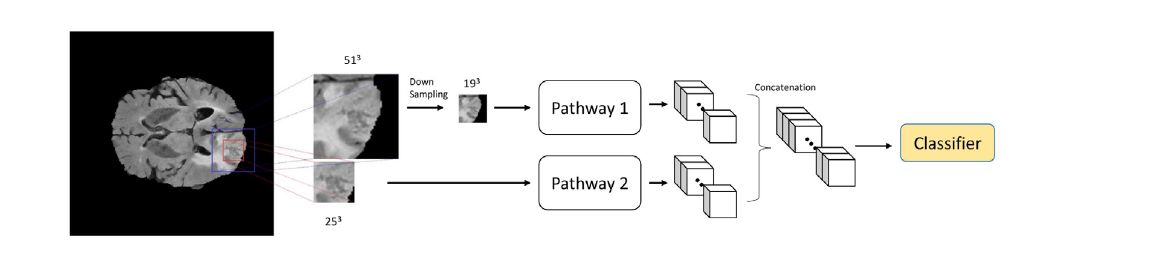 51³
Down
Sampling
19³
Pathway 1
Concatenation
Classifier
Pathway 2
25³